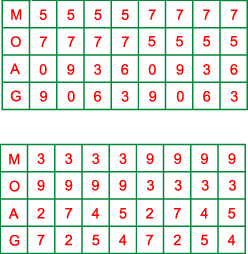 M 5 5 5 5 7 7 7 7
O 7 7 7 7 5 5 5 5
A 0 9 3 6 0 9 3 6
G 9 0 6 3 9 0 6 3
M 3 3 3 3 9 9 9 9
O 9 9 9 9 3 3 3 3
A 2 7 4 5 2 7 4 5
G 7 2 5 4 7 2 5 4